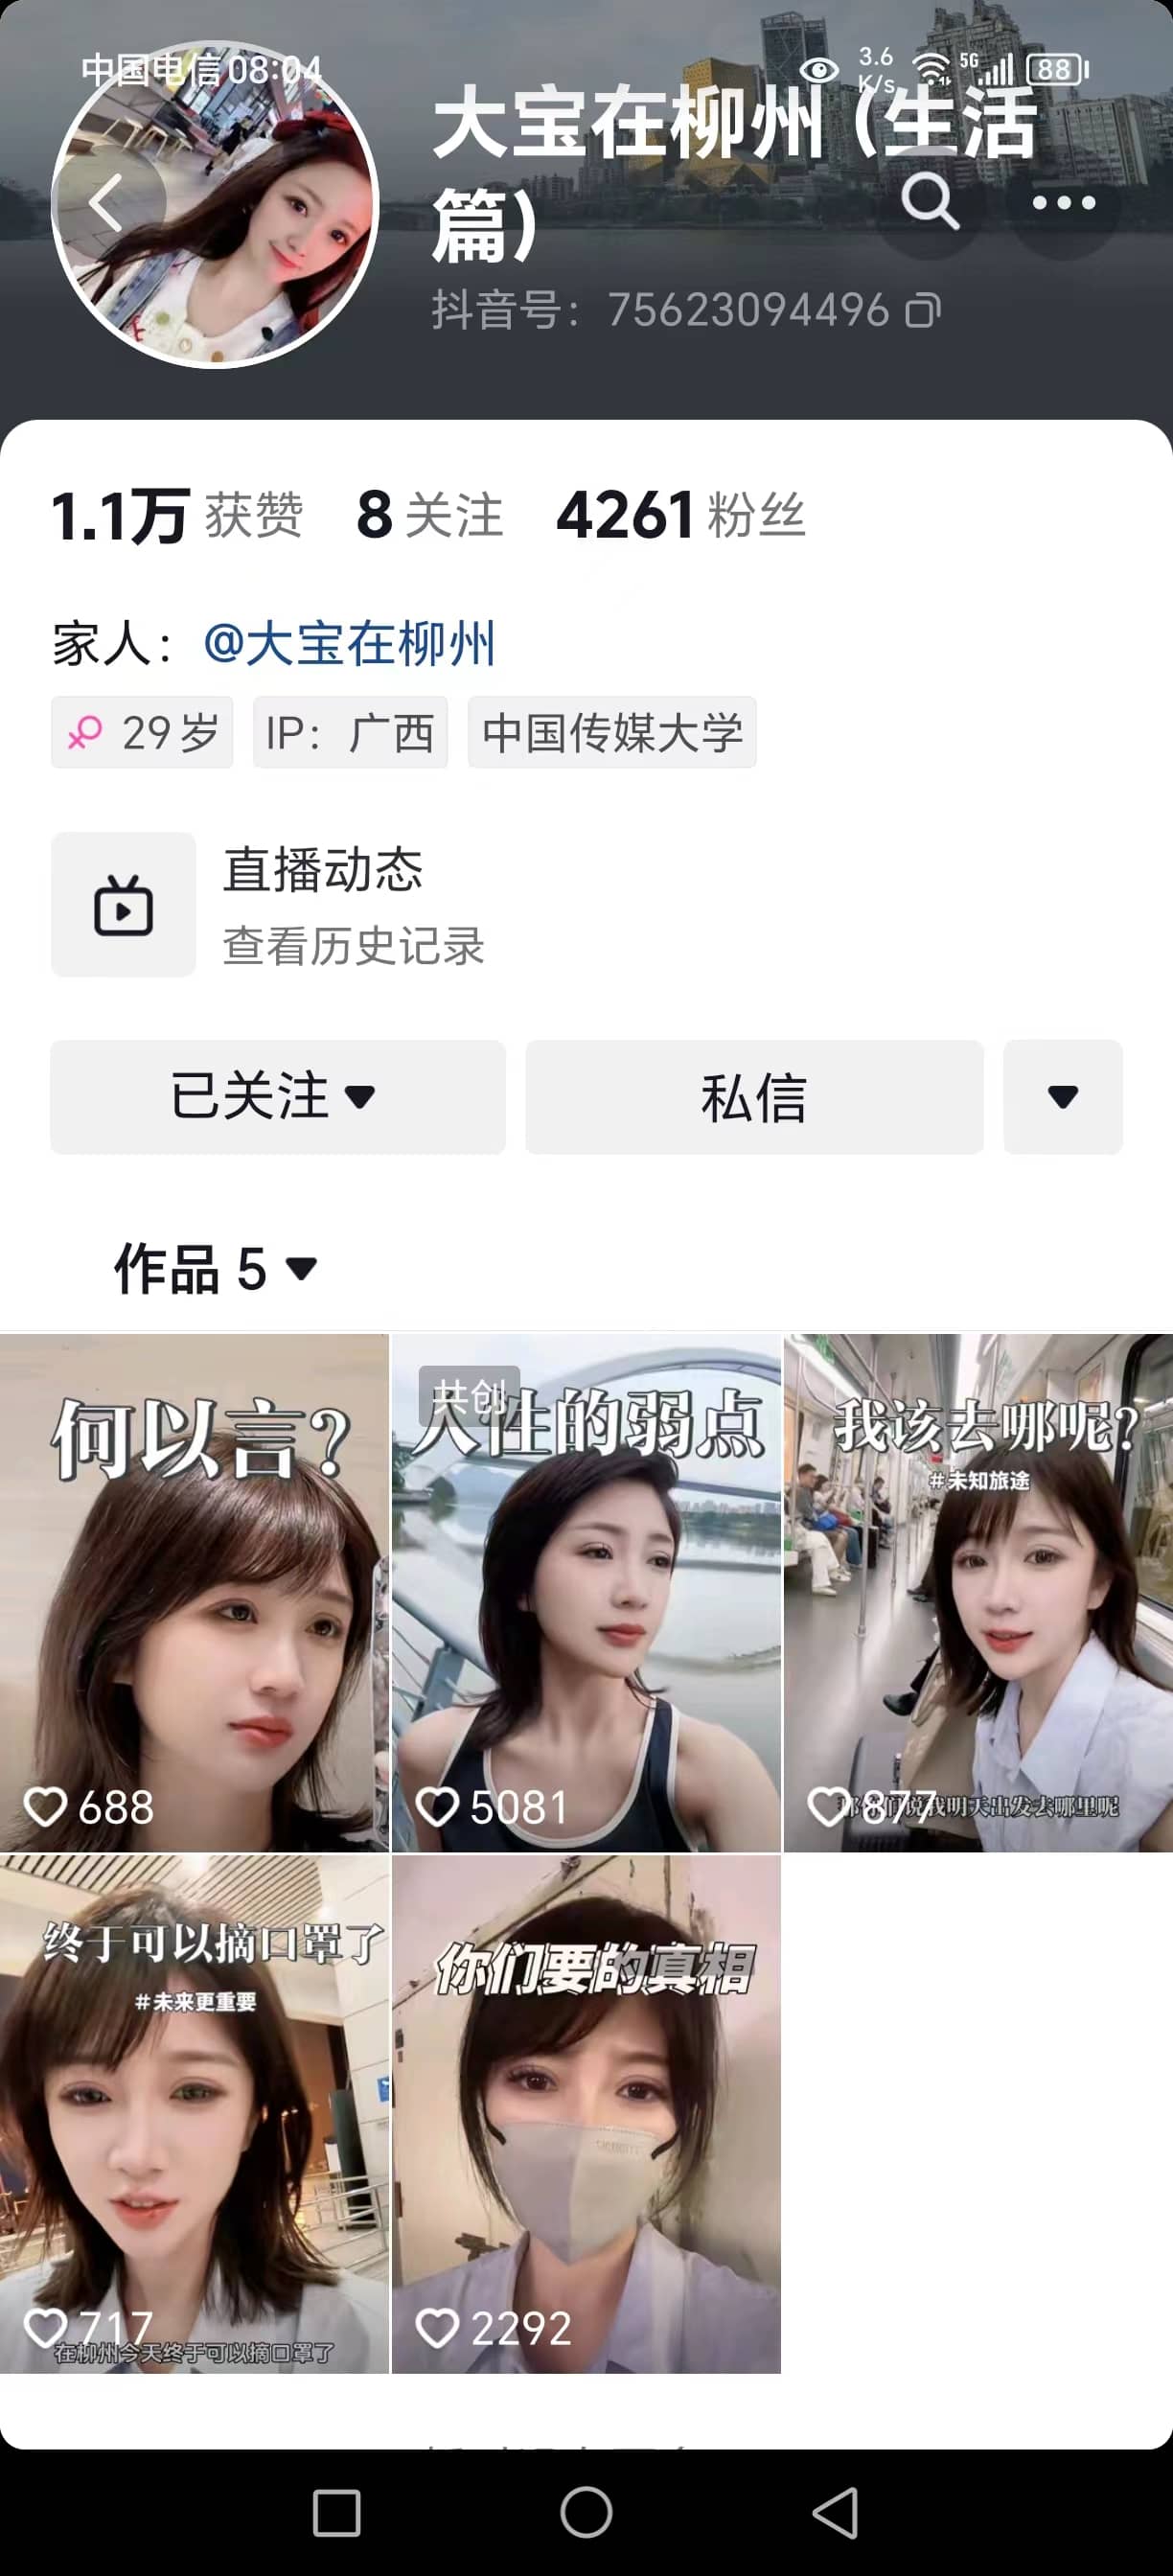 中国电信08:04
3.6
K/s
5G
88
大宝在柳州（生活
篇）
抖音号：75623094496
1.1万 获赞 8 关注 4261 粉丝
家人：@大宝在柳州
29岁 IP：广西 中国传媒大学
直播动态
查看历史记录
已关注 私信
作品 5
何以言?
688
共创
人性的弱点
5081
我该去哪呢?
#未知旅途
877
我明天出发去哪里呢
终于可以摘口罩了
#未来更重要
717
在柳州今天终于可以摘口罩了
你们要的真相
2292